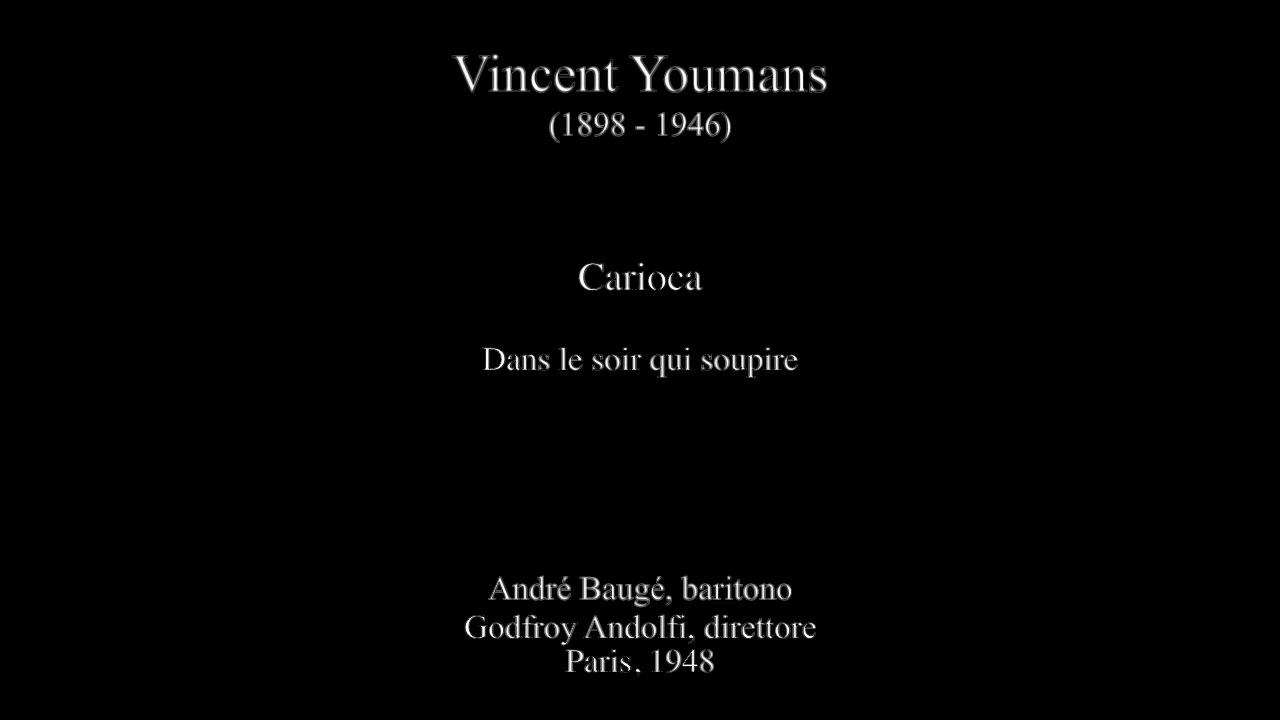 Vincent Youmans
(1898 - 1946)
Carioca
Dans le soir qui soupire
André Baugé, baritono
Godfroy Andolfi, direttore
Paris, 1948